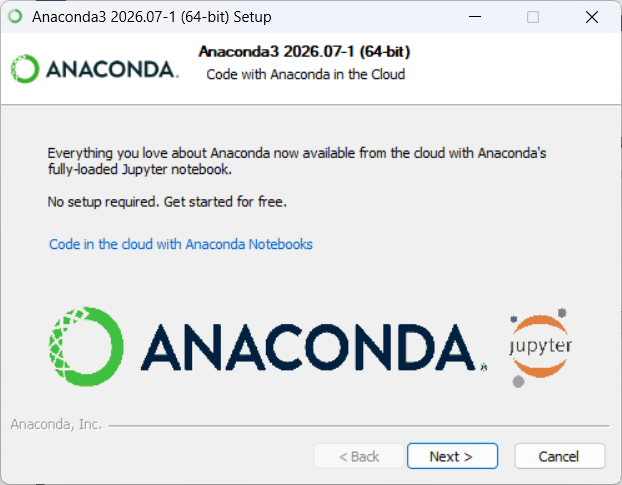 Anaconda3 2026.07-1 (64-bit) Setup
Anaconda3 2026.07-1 (64-bit)
Code with Anaconda in the Cloud
ANACONDA.
Everything you love about Anaconda now available from the cloud with Anaconda's
fully-loaded Jupyter notebook.
No setup required. Get started for free.
Code in the cloud with Anaconda Notebooks
ANACONDA.
jupyter
Anaconda, Inc.
< Back
Next >
Cancel